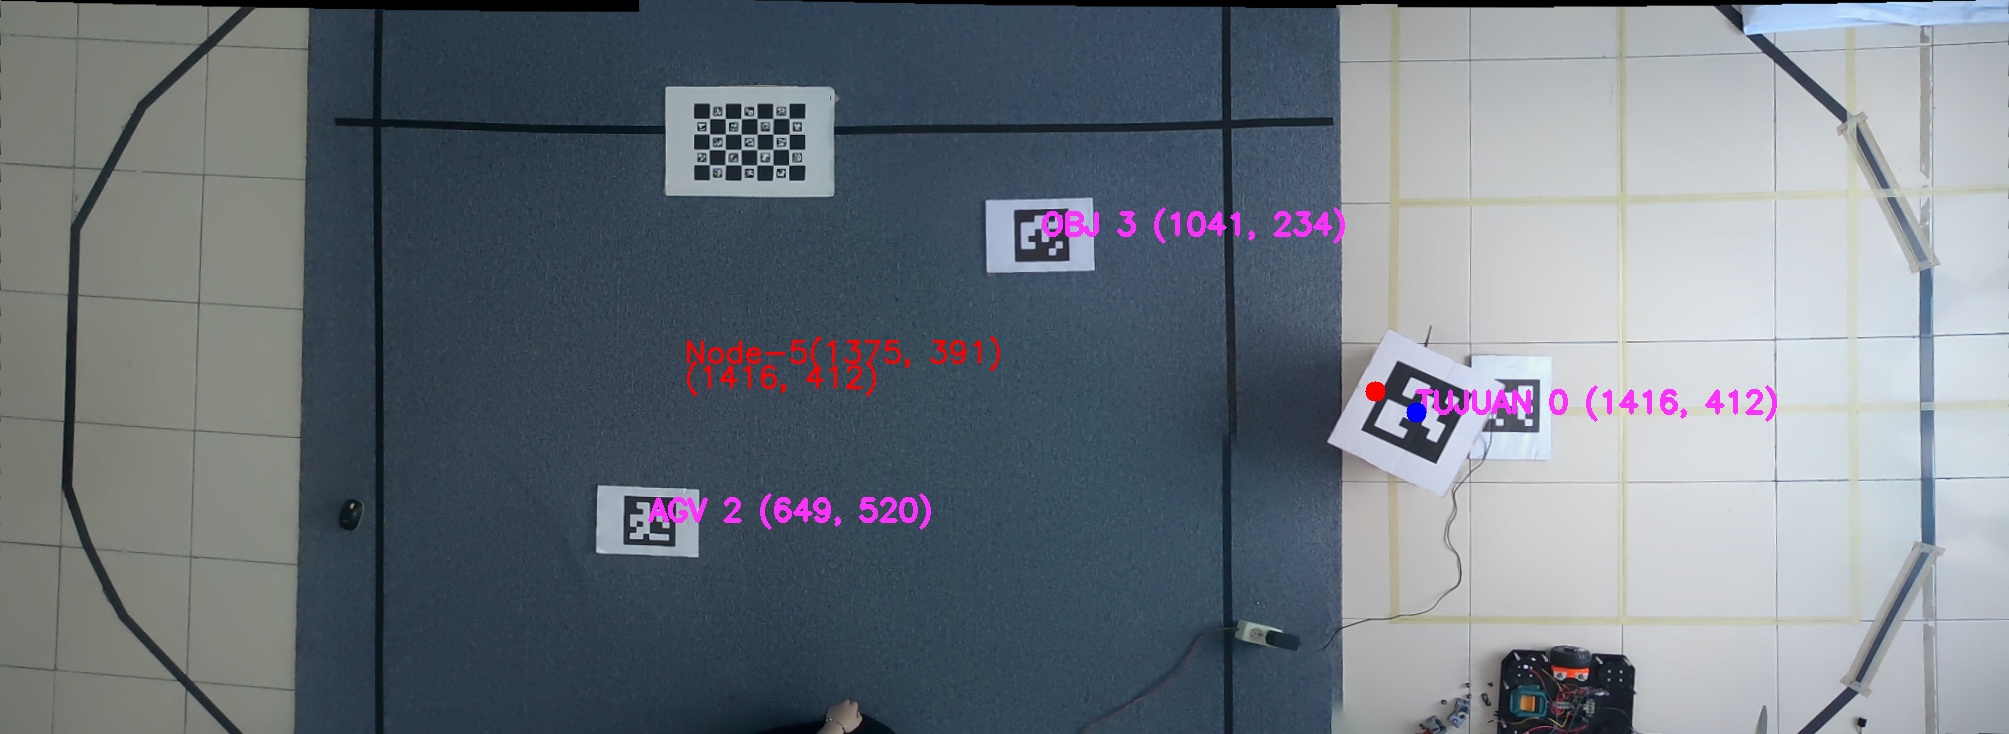 OBJ 3 (1041, 234)
Node-5(1375, 391)
(1416, 412)
TUJUAN 0 (1416, 412)
AGV 2 (649, 520)